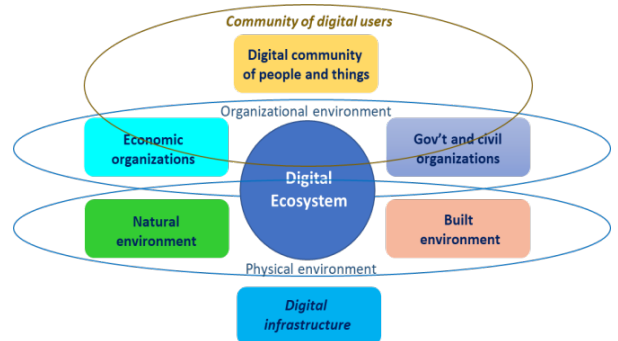 Community of digital users
Digital community
of people and things
Organizational environment
Economic
organizations
Gov't and civil
organizations
Digital
Ecosystem
Natural
environment
Built
environment
Physical environment
Digital
infrastructure